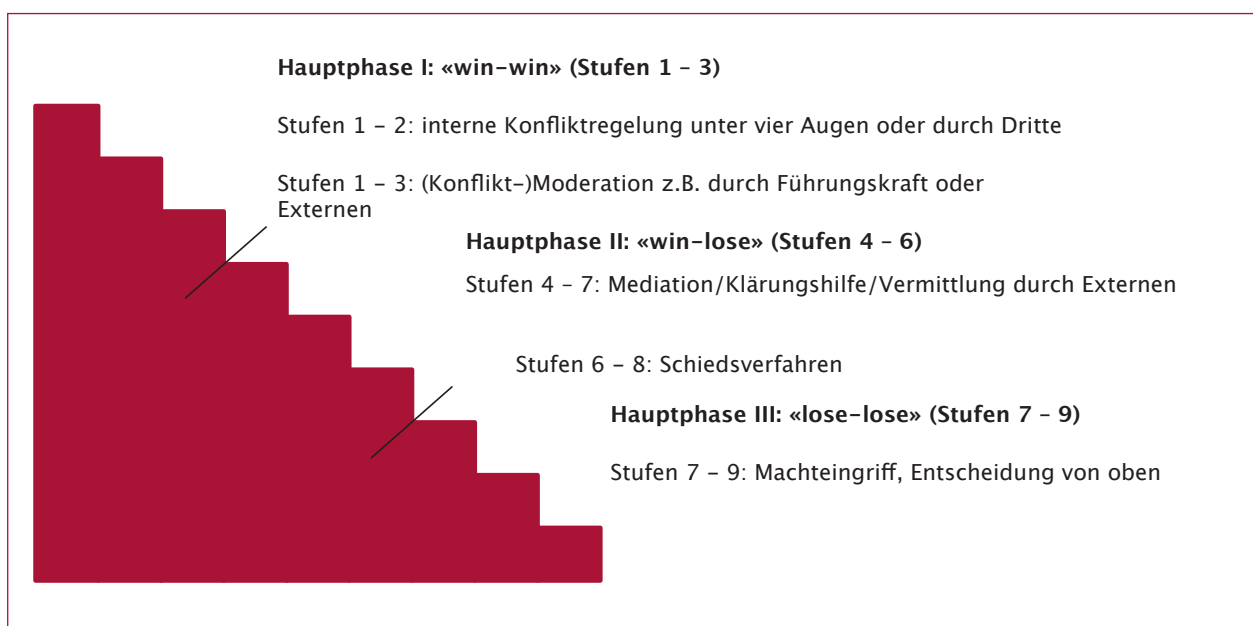 Hauptphase I: «win–win» (Stufen 1 – 3)
Stufen 1 – 2: interne Konfliktregelung unter vier Augen oder durch Dritte
Stufen 1 – 3: (Konflikt–)Moderation z.B. durch Führungskraft oder
Externen
Hauptphase II: «win–lose» (Stufen 4 – 6)
Stufen 4 – 7: Mediation/Klärungshilfe/Vermittlung durch Externen
Stufen 6 – 8: Schiedsverfahren
Hauptphase III: «lose–lose» (Stufen 7 – 9)
Stufen 7 – 9: Machteingriff, Entscheidung von oben